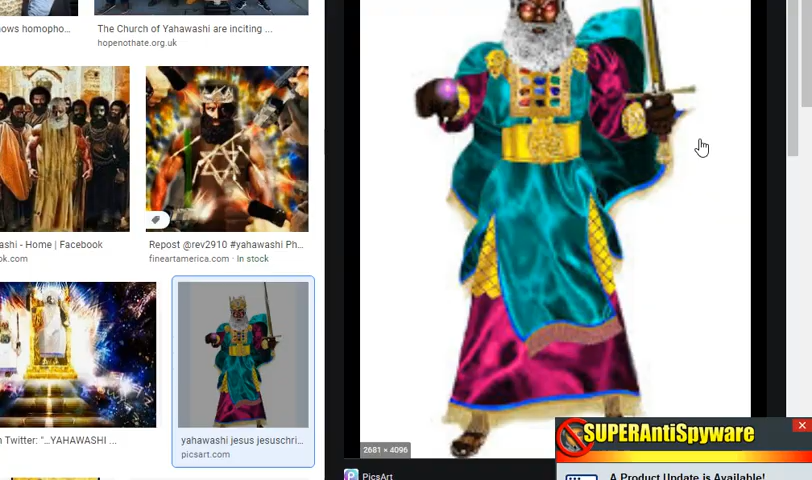 ows homopho...
The Church of Yahawashi are inciting ...
hopenothate.org.uk
ashi - Home | Facebook
ok.com
Repost @rev2910 #yahawashi Ph...
fineartamerica.com · In stock
n Twitter: "...YAHAWASHI ...
yahawashi jesus jesuschri...
picsart.com
2681 × 4096
PicsArt
SUPERAntiSpyware
A Product Update is Available!